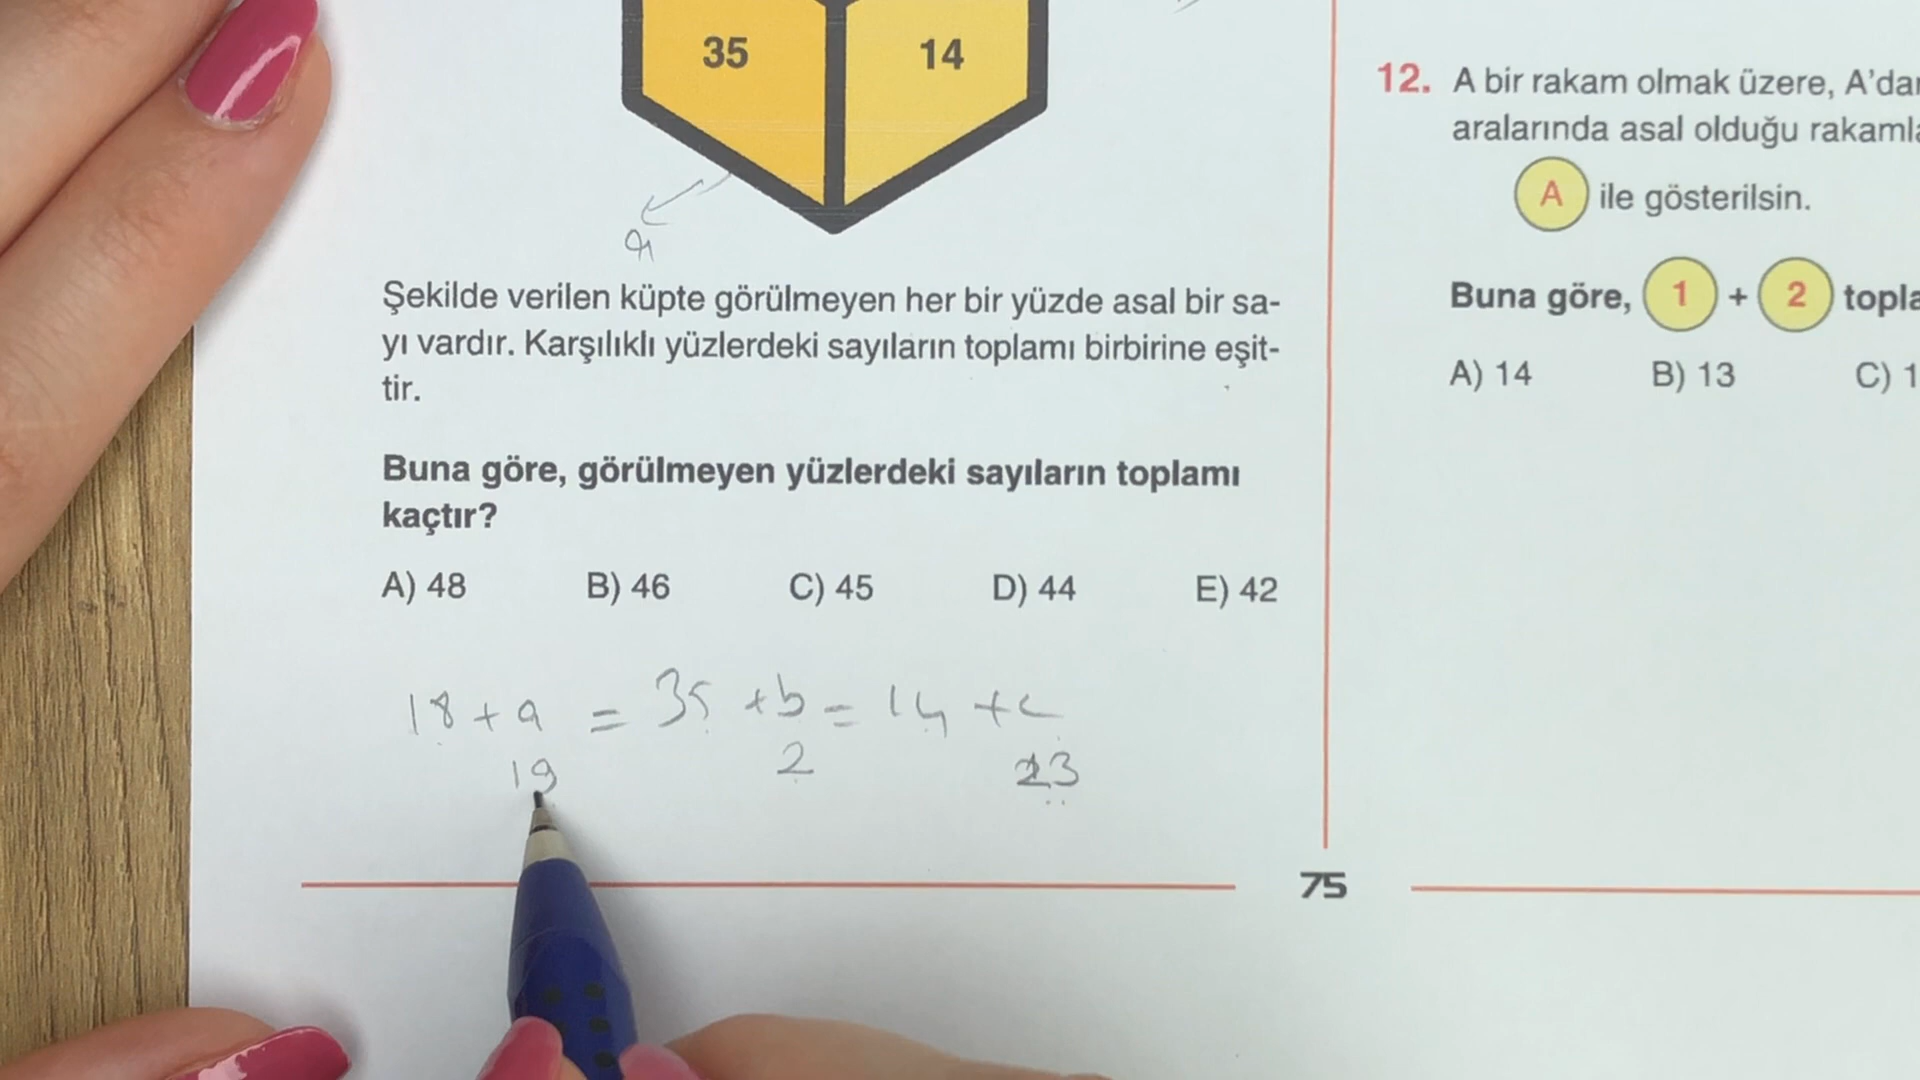 35 14
a
Şekilde verilen küpte görülmeyen her bir yüzde asal bir sa-
yı vardır. Karşılıklı yüzlerdeki sayıların toplamı birbirine eşit-
tir.
Buna göre, görülmeyen yüzlerdeki sayıların toplamı
kaçtır?
A) 48 B) 46 C) 45 D) 44 E) 42
18 + a = 35 + b = 14 + c
19 2 23
12. A bir rakam olmak üzere, A'dan
aralarında asal olduğu
A ile gösterilsin.
Buna göre, 1 + 2
A) 14 B) 13 C) 1
75